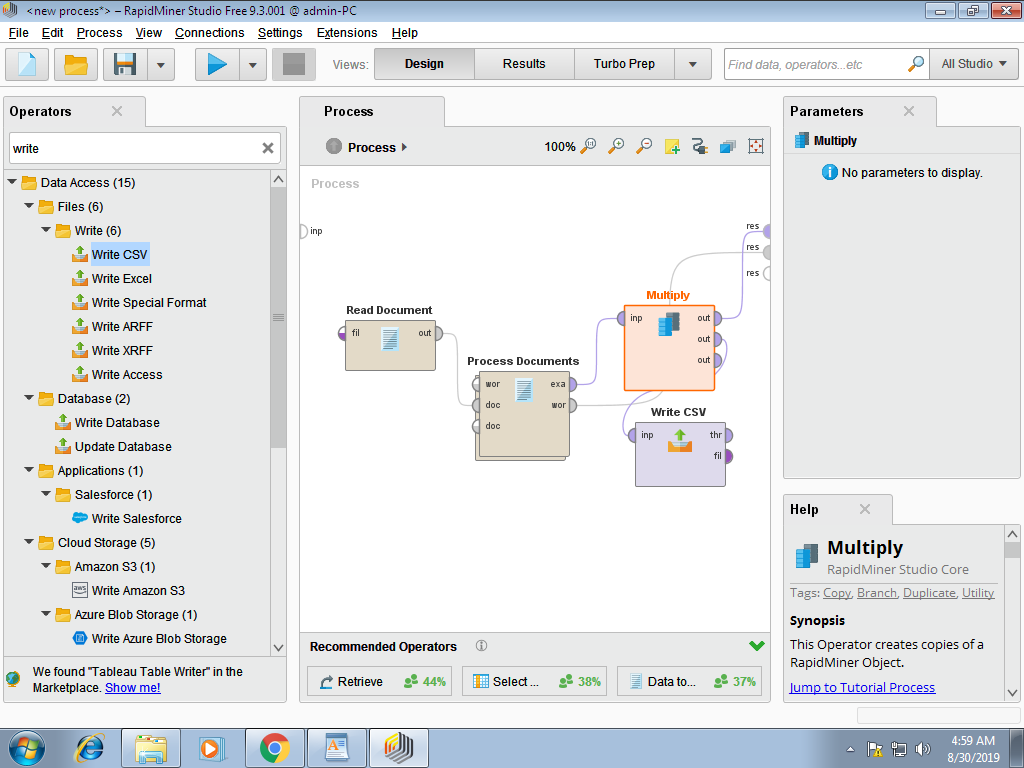 <new process*> – RapidMiner Studio Free 9.3.001 @ admin-PC
File Edit Process View Connections Settings Extensions Help
Views: Design Results Turbo Prep Find data, operators...etc All Studio
Operators
write
Data Access (15)
Files (6)
Write (6)
Write CSV
Write Excel
Write Special Format
Write ARFF
Write XRFF
Write Access
Database (2)
Write Database
Update Database
Applications (1)
Salesforce (1)
Write Salesforce
Cloud Storage (5)
Amazon S3 (1)
aws
Write Amazon S3
Azure Blob Storage (1)
Write Azure Blob Storage
We found "Tableau Table Writer" in the
Marketplace. Show me!
Process
Process
100%
Process
inp
res
res
res
Read Document
fil out
Process Documents
wor exa
doc wor
doc
Multiply
inp out
out
out
Write CSV
inp thr
fil
Recommended Operators
Retrieve 44%
Select ... 38%
Data to... 37%
Parameters
Multiply
No parameters to display.
Help
Multiply
RapidMiner Studio Core
Tags: Copy, Branch, Duplicate, Utility
Synopsis
This Operator creates copies of a
RapidMiner Object.
Jump to Tutorial Process
4:59 AM
8/30/2019